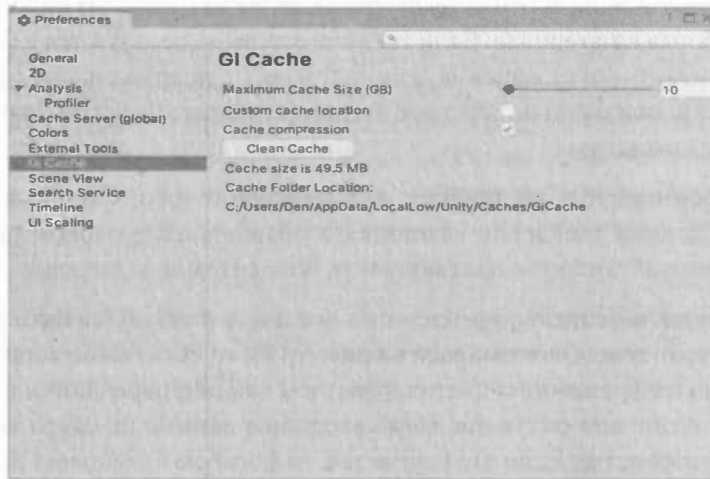 Preferences
General
2D
Analysis
Profiler
Cache Server (global)
Colors
External Tools
GI Cache
Scene View
Search Service
Timeline
UI Scaling
GI Cache
Maximum Cache Size (GB) 10
Custom cache location
Cache compression
Clean Cache
Cache size is 49.5 MB
Cache Folder Location:
C:/Users/Den/AppData/LocalLow/Unity/Caches/GiCache